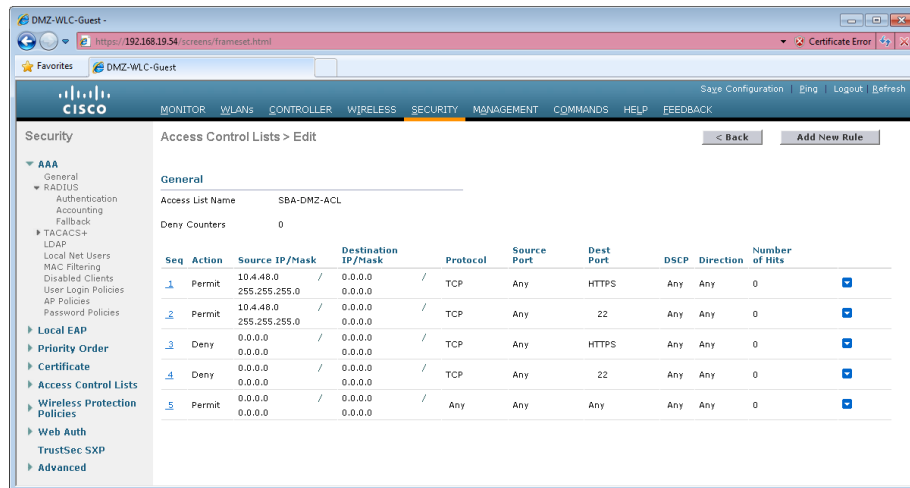 DMZ-WLC-Guest -
https://192.168.19.54/screens/frameset.html
Certificate Error
Favorites
DMZ-WLC-Guest
Save Configuration | Ping | Logout | Refresh
CISCO
MONITOR WLANs CONTROLLER WIRELESS SECURITY MANAGEMENT COMMANDS HELP FEEDBACK
Security
AAA
General
RADIUS
Authentication
Accounting
Fallback
TACACS+
LDAP
Local Net Users
MAC Filtering
Disabled Clients
User Login Policies
AP Policies
Password Policies
Local EAP
Priority Order
Certificate
Access Control Lists
Wireless Protection
Policies
Web Auth
TrustSec SXP
Advanced
Access Control Lists > Edit
< Back
Add New Rule
General
Access List Name SBA-DMZ-ACL
Deny Counters 0
Seq Action Source IP/Mask Destination IP/Mask Protocol Source Port Dest Port DSCP Direction Number of Hits
1 Permit 10.4.48.0 / 0.0.0.0 / TCP Any HTTPS Any Any 0
255.255.255.0 0.0.0.0
2 Permit 10.4.48.0 / 0.0.0.0 / TCP Any 22 Any Any 0
255.255.255.0 0.0.0.0
3 Deny 0.0.0.0 / 0.0.0.0 / TCP Any HTTPS Any Any 0
0.0.0.0 0.0.0.0
4 Deny 0.0.0.0 / 0.0.0.0 / TCP Any 22 Any Any 0
0.0.0.0 0.0.0.0
5 Permit 0.0.0.0 / 0.0.0.0 / Any Any Any Any Any 0
0.0.0.0 0.0.0.0